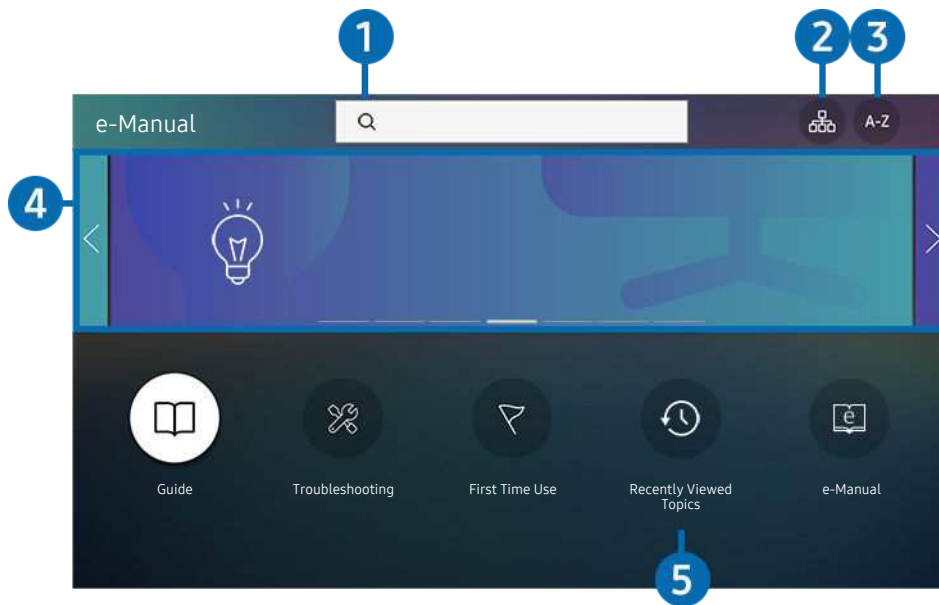 1
2
3
e-Manual
A-Z
4
Guide
Troubleshooting
First Time Use
Recently Viewed
Topics
e
e-Manual
5